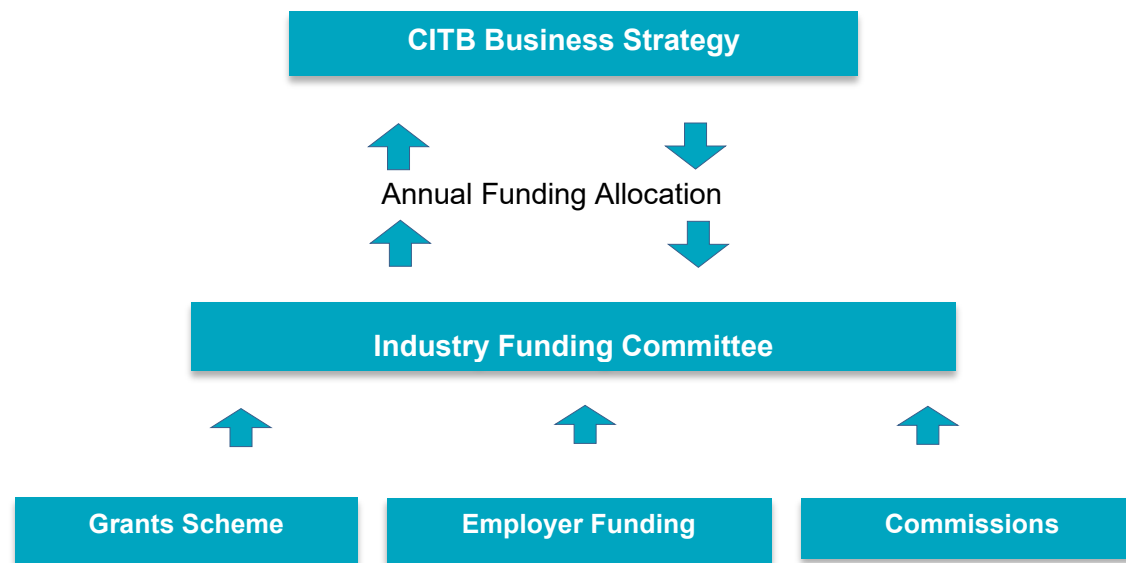 CITB Business Strategy
Annual Funding Allocation
Industry Funding Committee
Grants Scheme
Employer Funding
Commissions